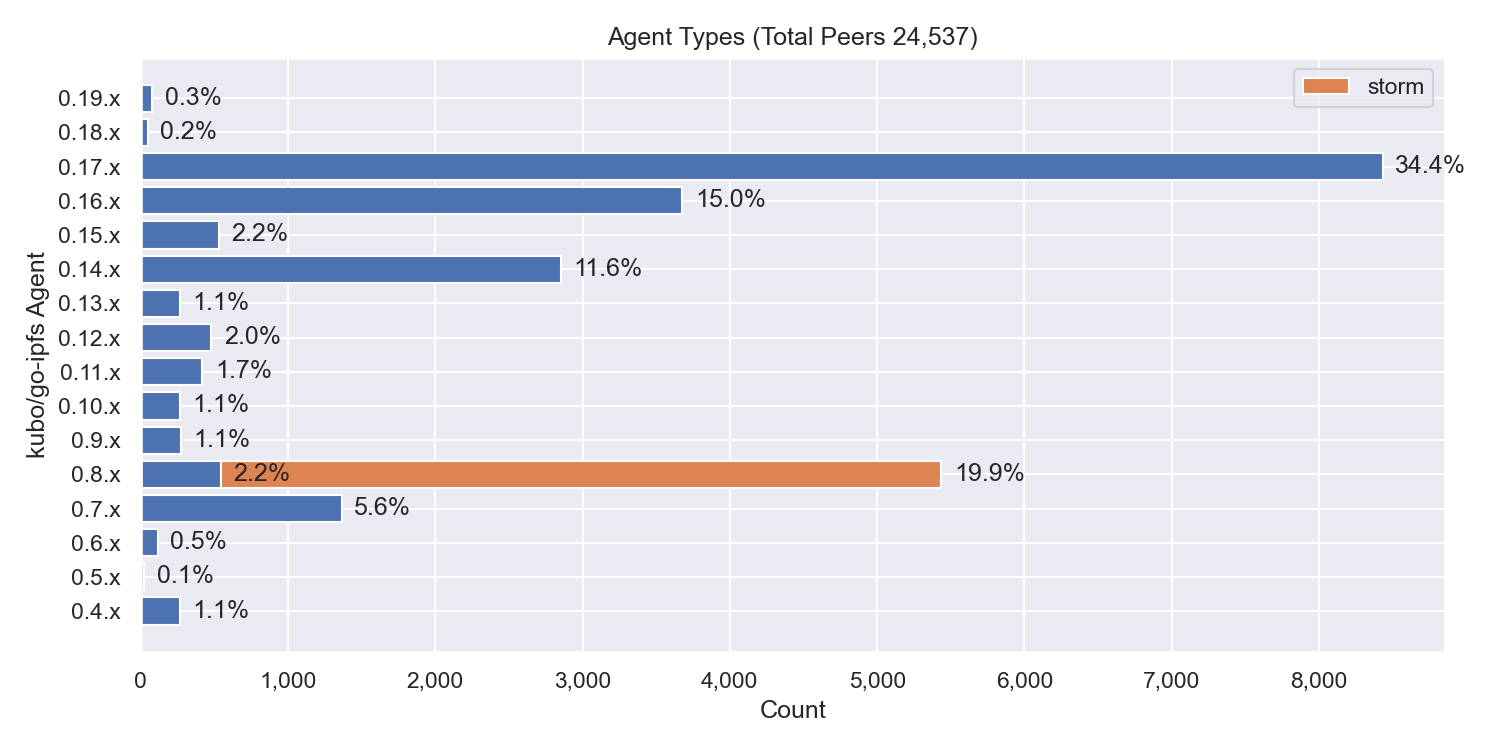 Agent Types (Total Peers 24,537)
storm
kubo/go-ipfs Agent
0.19.x 0.3%
0.18.x 0.2%
0.17.x 34.4%
0.16.x 15.0%
0.15.x 2.2%
0.14.x 11.6%
0.13.x 1.1%
0.12.x 2.0%
0.11.x 1.7%
0.10.x 1.1%
0.9.x 1.1%
0.8.x 2.2% 19.9%
0.7.x 5.6%
0.6.x 0.5%
0.5.x 0.1%
0.4.x 1.1%
0 1,000 2,000 3,000 4,000 5,000 6,000 7,000 8,000
Count